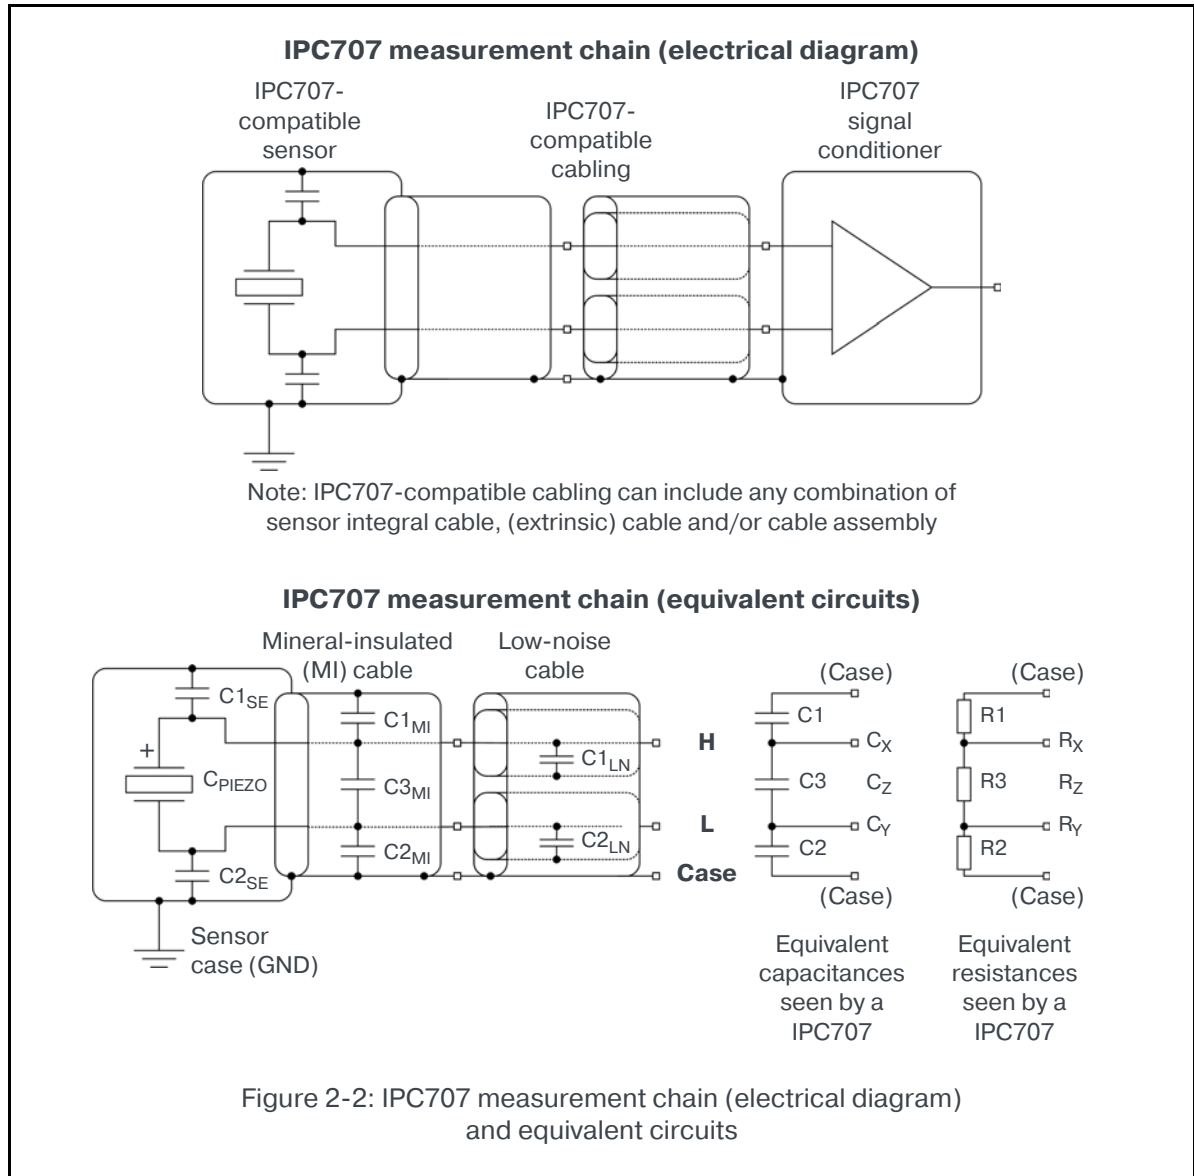 IPC707 measurement chain (electrical diagram)
IPC707-
compatible
sensor
IPC707-
compatible
cabling
IPC707
signal
conditioner
Note: IPC707-compatible cabling can include any combination of
sensor integral cable, (extrinsic) cable and/or cable assembly
IPC707 measurement chain (equivalent circuits)
Mineral-insulated
(MI) cable
Low-noise
cable
C1SE
+
CPIEZO
C2SE
Sensor
case (GND)
C1MI
C3MI
C2MI
C1LN
C2LN
H
L
Case
(Case)
C1
CX
C3
CZ
CY
C2
(Case)
Equivalent
capacitances
seen by a
IPC707
(Case)
R1
RX
R3
RZ
RY
R2
(Case)
Equivalent
resistances
seen by a
IPC707
Figure 2-2: IPC707 measurement chain (electrical diagram)
and equivalent circuits